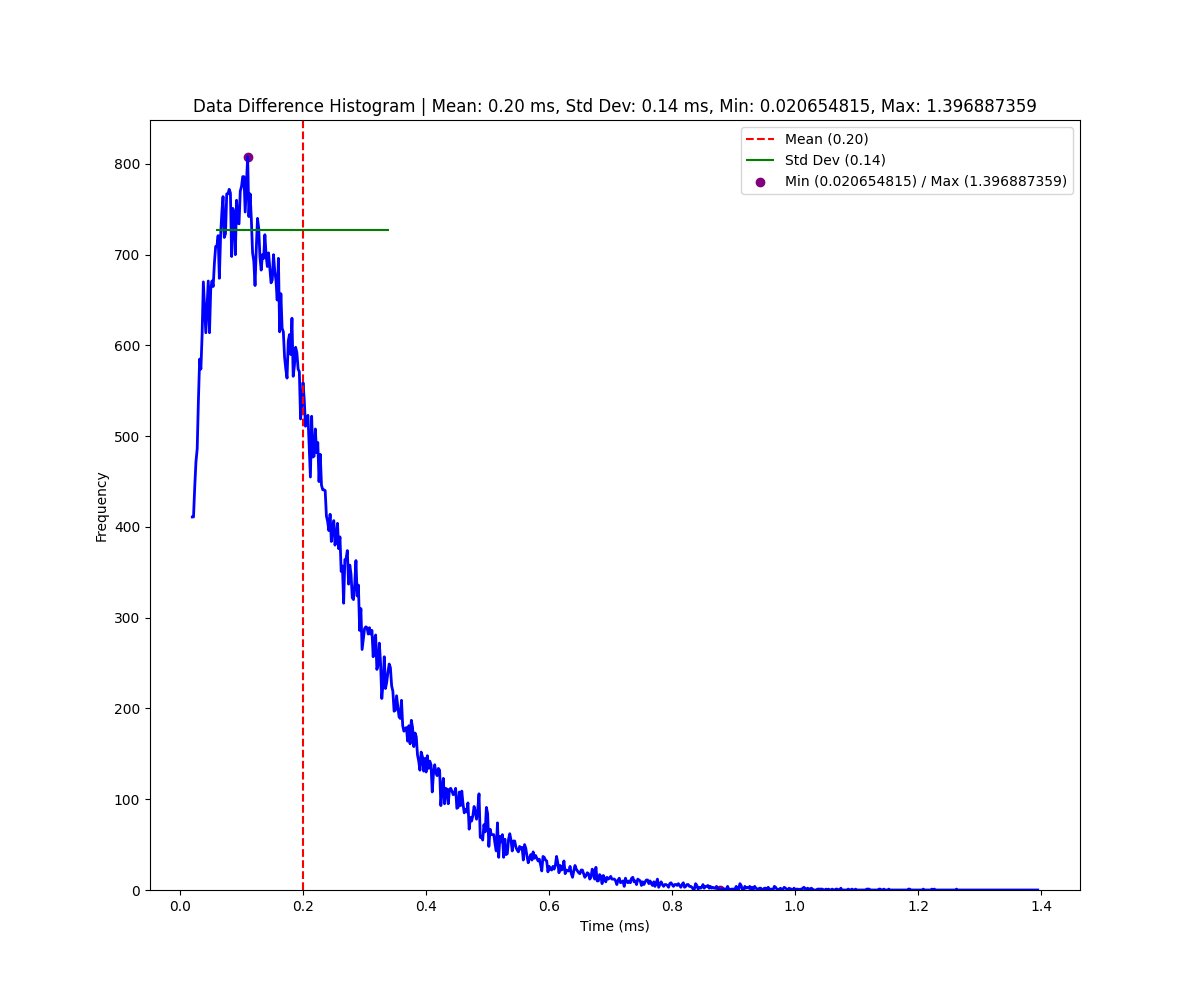 Data Difference Histogram | Mean: 0.20 ms, Std Dev: 0.14 ms, Min: 0.020654815, Max: 1.396887359
Mean (0.20)
Std Dev (0.14)
Min (0.020654815) / Max (1.396887359)
800
700
600
500
400
300
200
100
0
Frequency
0.0 0.2 0.4 0.6 0.8 1.0 1.2 1.4
Time (ms)